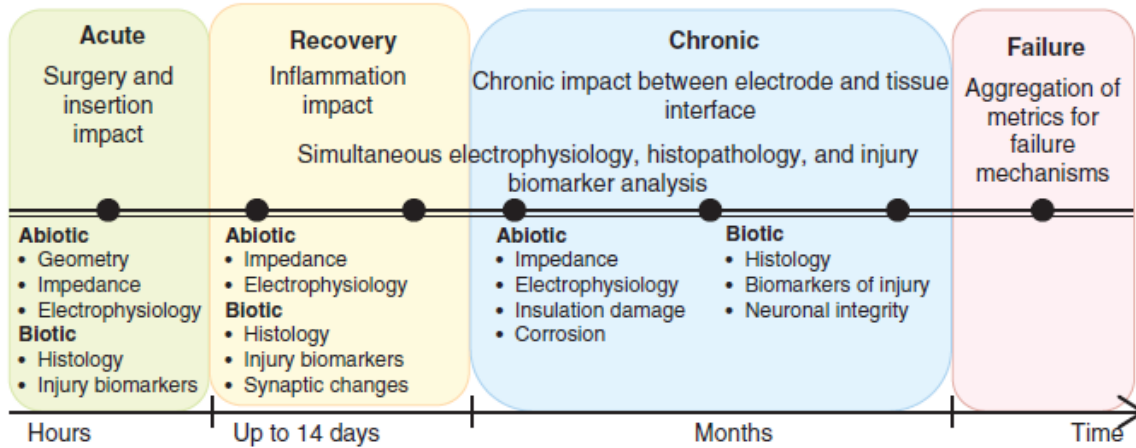 Acute
Surgery and
insertion
impact
Recovery
Inflammation
impact
Chronic
Chronic impact between electrode and tissue
interface
Failure
Aggregation of
metrics for
failure
mechanisms
Simultaneous electrophysiology, histopathology, and injury
biomarker analysis
Abiotic
• Geometry
• Impedance
• Electrophysiology
Biotic
• Histology
• Injury biomarkers
Abiotic
• Impedance
• Electrophysiology
Biotic
• Histology
• Injury biomarkers
• Synaptic changes
Abiotic
• Impedance
• Electrophysiology
• Insulation damage
• Corrosion
Biotic
• Histology
• Biomarkers of injury
• Neuronal integrity
Hours
Up to 14 days
Months
Time